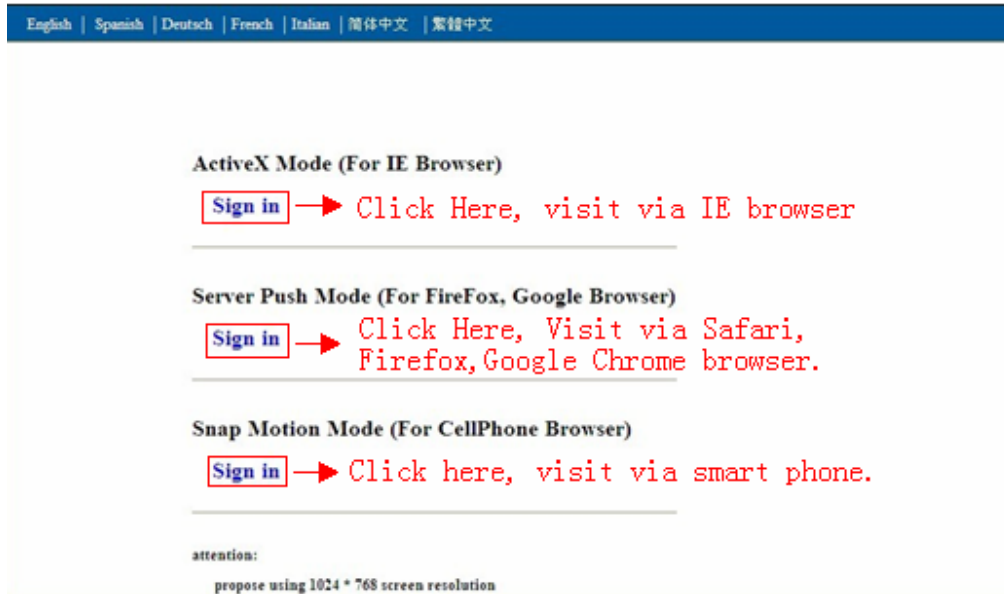 English | Spanish | Deutsch | French | Italian | 简体中文 | 繁體中文
ActiveX Mode (For IE Browser)
Sign in Click Here, visit via IE browser
Server Push Mode (For FireFox, Google Browser)
Sign in Click Here, Visit via Safari,
Firefox,Google Chrome browser.
Snap Motion Mode (For CellPhone Browser)
Sign in Click here, visit via smart phone.
attention:
propose using 1024 * 768 screen resolution